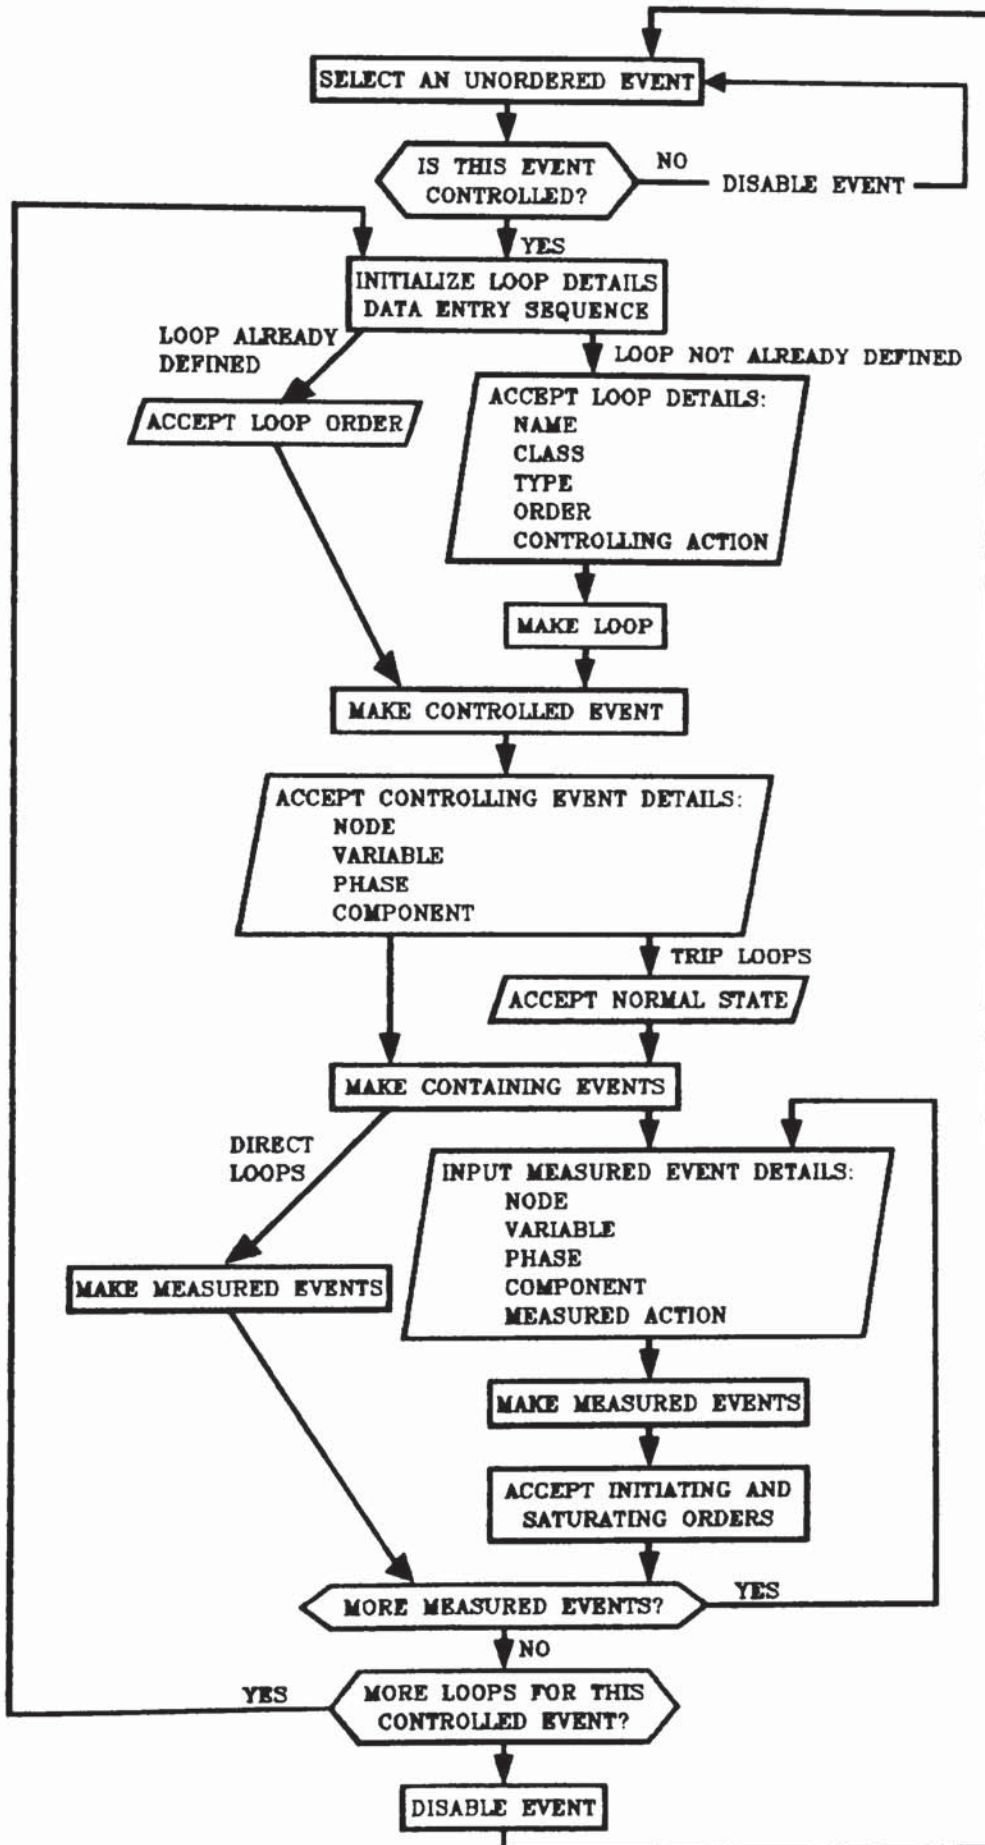 SELECT AN UNORDERED EVENT
IS THIS EVENT
CONTROLLED?
NO
DISABLE EVENT
YES
INITIALIZE LOOP DETAILS
DATA ENTRY SEQUENCE
LOOP ALREADY
DEFINED
LOOP NOT ALREADY DEFINED
ACCEPT LOOP ORDER
ACCEPT LOOP DETAILS:
NAME
CLASS
TYPE
ORDER
CONTROLLING ACTION
MAKE LOOP
MAKE CONTROLLED EVENT
ACCEPT CONTROLLING EVENT DETAILS:
NODE
VARIABLE
PHASE
COMPONENT
TRIP LOOPS
ACCEPT NORMAL STATE
MAKE CONTAINING EVENTS
DIRECT
LOOPS
INPUT MEASURED EVENT DETAILS:
NODE
VARIABLE
PHASE
COMPONENT
MEASURED ACTION
MAKE MEASURED EVENTS
MAKE MEASURED EVENTS
ACCEPT INITIATING AND
SATURATING ORDERS
MORE MEASURED EVENTS?
YES
NO
YES
MORE LOOPS FOR THIS
CONTROLLED EVENT?
DISABLE EVENT